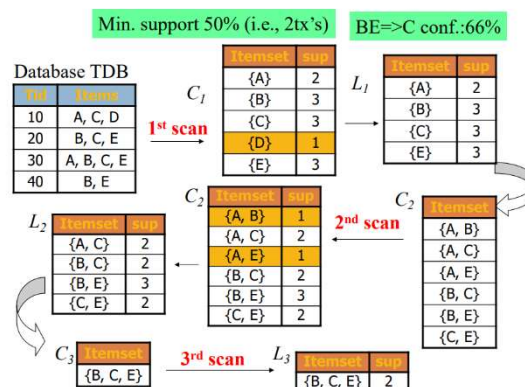 Min. support 50% (i.e., 2tx's)
BE=>C conf.:66%
Database TDB
Tid Items
10 A, C, D
20 B, C, E
30 A, B, C, E
40 B, E
1st scan
C1
Itemset sup
{A} 2
{B} 3
{C} 3
{D} 1
{E} 3
L1
Itemset sup
{A} 2
{B} 3
{C} 3
{E} 3
C2
Itemset
{A, B}
{A, C}
{A, E}
{B, C}
{B, E}
{C, E}
2nd scan
C2
Itemset sup
{A, B} 1
{A, C} 2
{A, E} 1
{B, C} 2
{B, E} 3
{C, E} 2
L2
Itemset sup
{A, C} 2
{B, C} 2
{B, E} 3
{C, E} 2
C3
Itemset
{B, C, E}
3rd scan
L3
Itemset sup
{B, C, E} 2